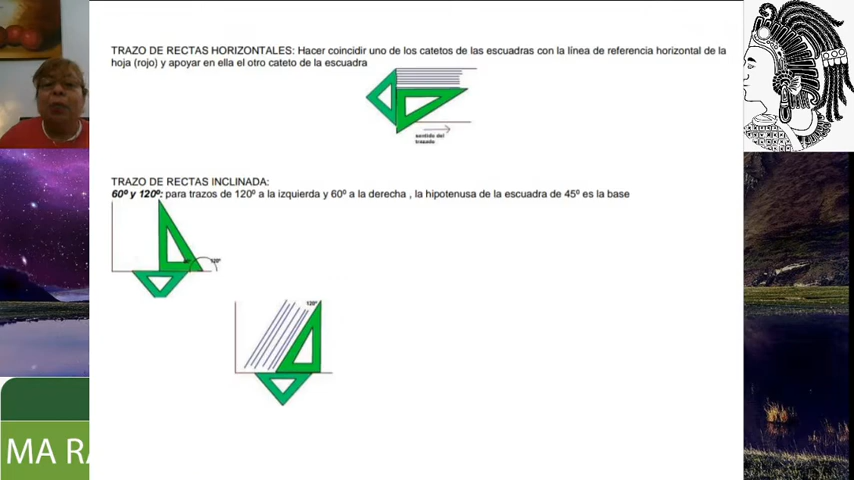 TRAZO DE RECTAS HORIZONTALES: Hacer coincidir uno de los catetos de las escuadras con la línea de referencia horizontal de la
hoja (rojo) y apoyar en ella el otro cateto de la escuadra
sentido del
trazado
TRAZO DE RECTAS INCLINADA:
60º y 120º: para trazos de 120º a la izquierda y 60º a la derecha , la hipotenusa de la escuadra de 45º es la base
120º
120º
MA RA